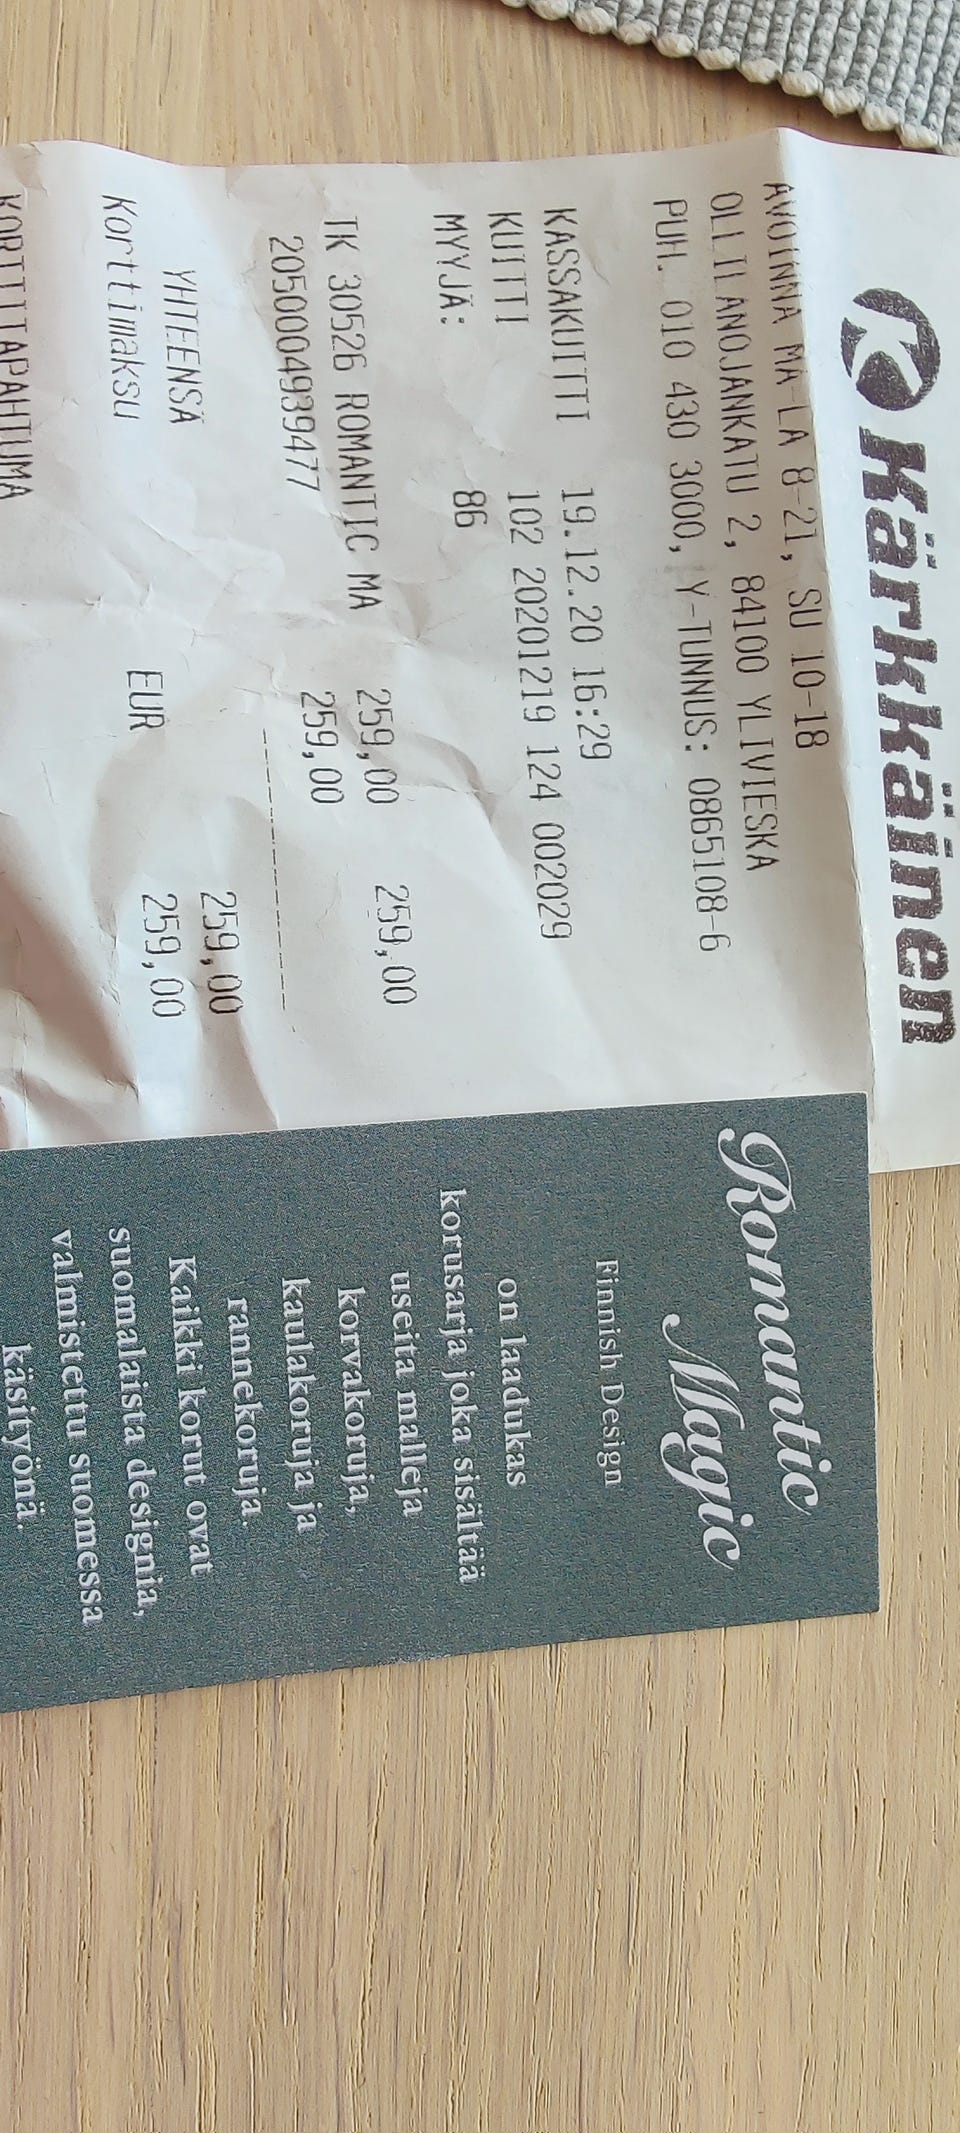 Kärkkäinen
AVOINNA MA-LA 8-21, SU 10-18
OLLILANOJANKATU 2, 84100 YLIVIESKA
PUH. 010 430 3000, Y-TUNNUS: 0865108-6
KASSAKUITTI 19.12.20 16:29
KUITTI 102 20201219 124 002029
MYYJÄ: 86
TK 30526 ROMANTIC MA 259,00 259,00
2050004939477 259,00
YHTEENSÄ 259,00
Korttimaksu EUR 259,00
KORTTITAPAHTUMA
Romantic
Magic
Finnish Design
on laadukas
korusarja joka sisältää
useita malleja
korvakoruja,
kaulakoruja ja
rannekoruja.
Kaikki korut ovat
suomalaista designia,
valmistettu suomessa
käsityönä.